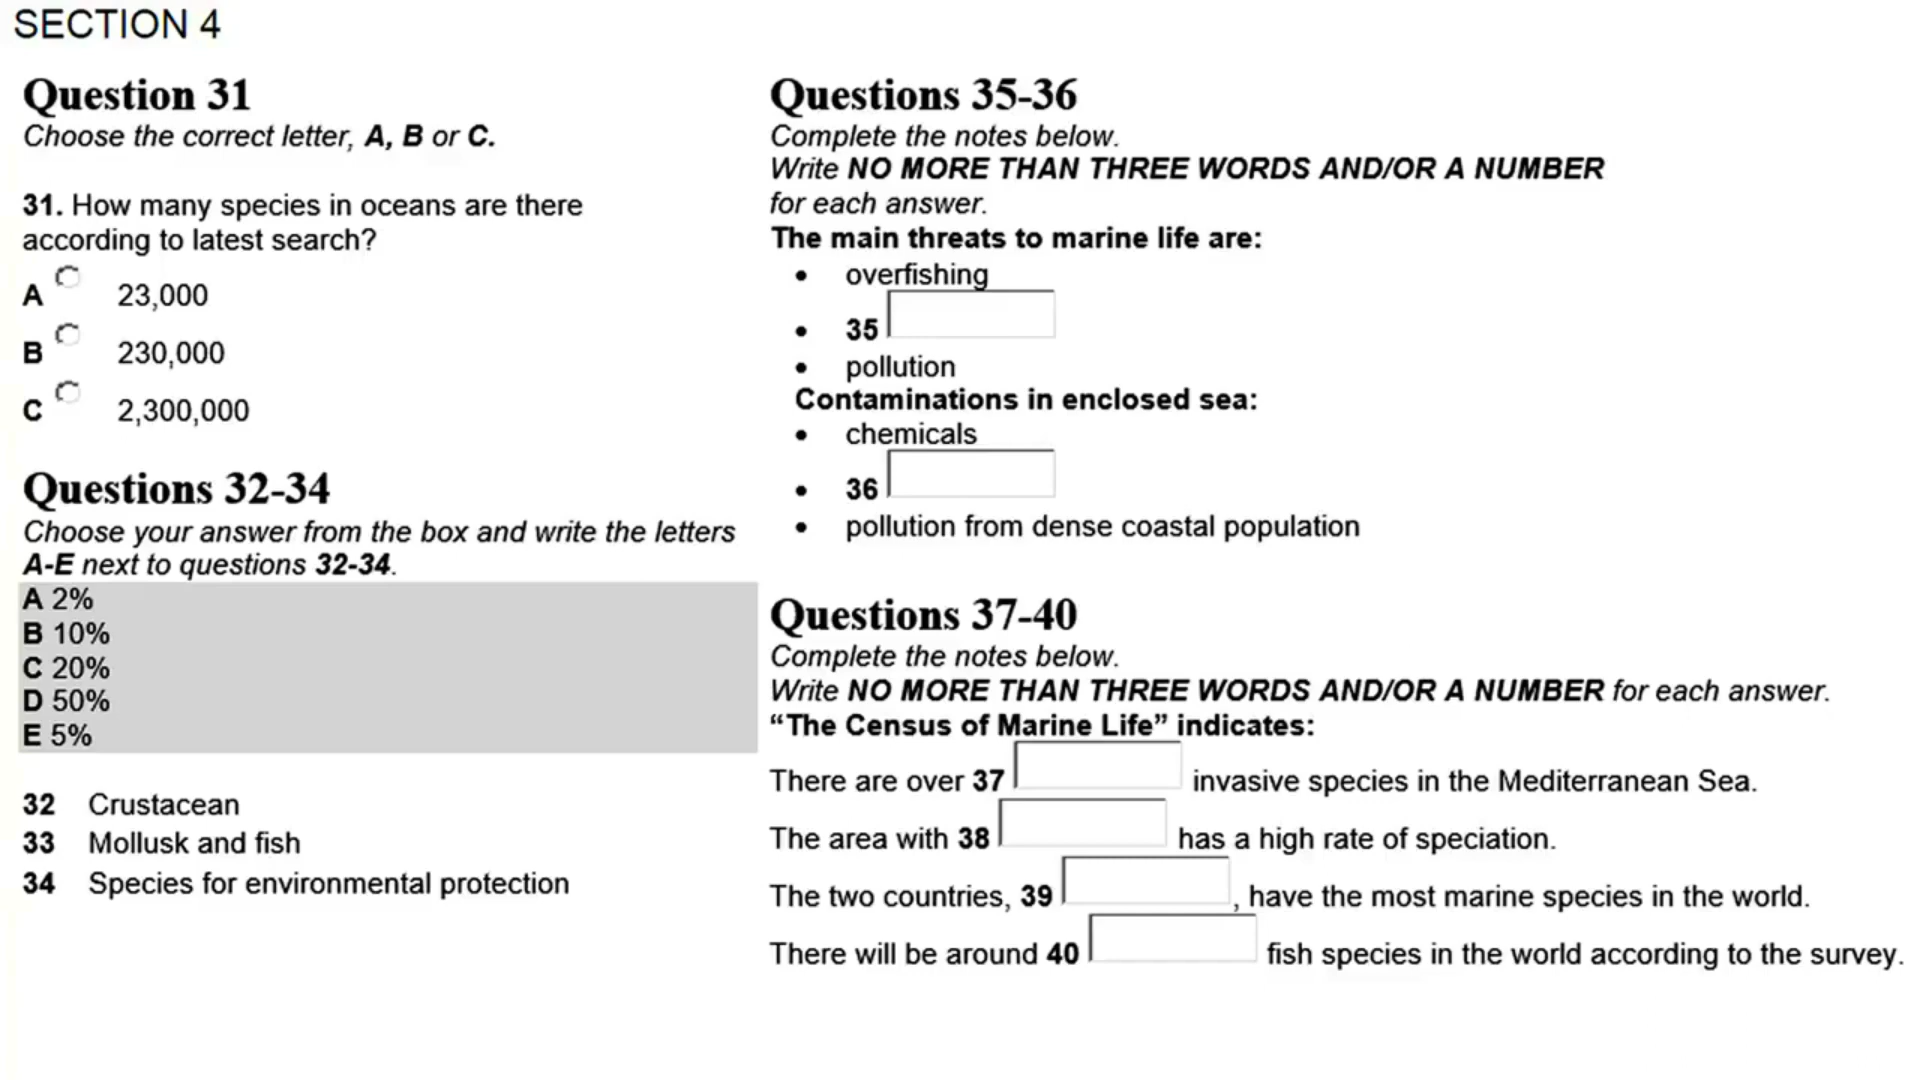 SECTION 4
Question 31
Choose the correct letter, A, B or C.
31. How many species in oceans are there
according to latest search?
A 23,000
B 230,000
C 2,300,000
Questions 32-34
Choose your answer from the box and write the letters
A-E next to questions 32-34.
A 2%
B 10%
C 20%
D 50%
E 5%
32 Crustacean
33 Mollusk and fish
34 Species for environmental protection
Questions 35-36
Complete the notes below.
Write NO MORE THAN THREE WORDS AND/OR A NUMBER
for each answer.
The main threats to marine life are:
• overfishing
• 35
• pollution
Contaminations in enclosed sea:
• chemicals
• 36
• pollution from dense coastal population
Questions 37-40
Complete the notes below.
Write NO MORE THAN THREE WORDS AND/OR A NUMBER for each answer.
“The Census of Marine Life” indicates:
There are over 37 invasive species in the Mediterranean Sea.
The area with 38 has a high rate of speciation.
The two countries, 39 , have the most marine species in the world.
There will be around 40 fish species in the world according to the survey.